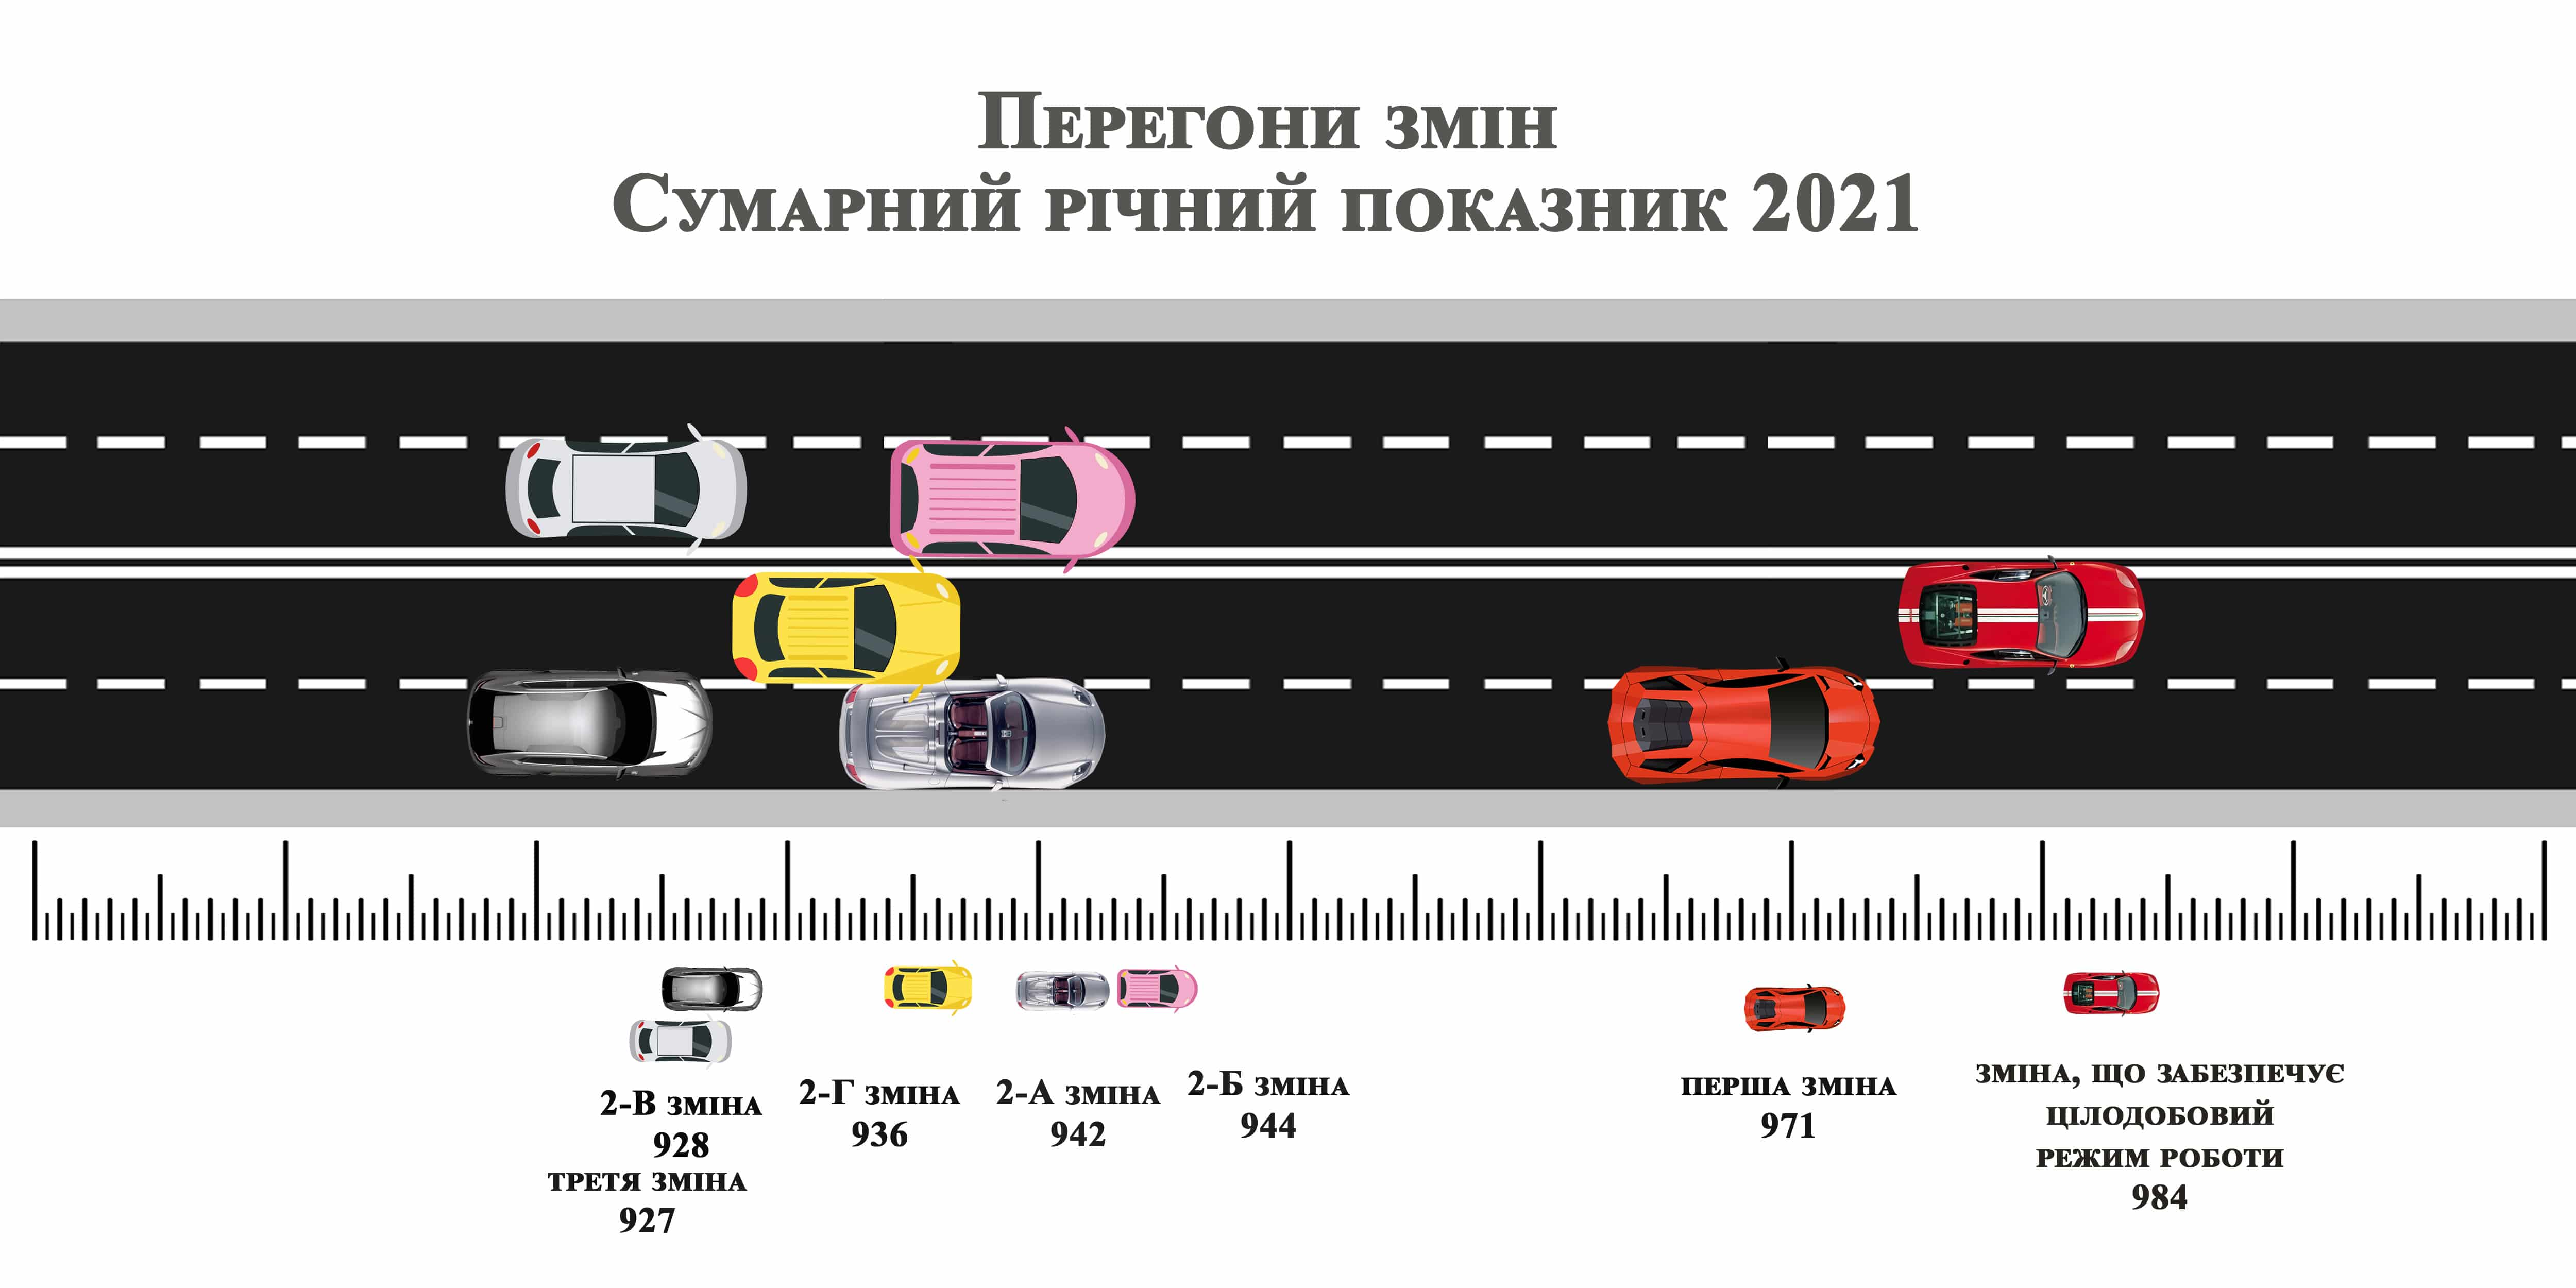 Перегони змін
Сумарний річний показник 2021
2-В зміна
928
третя зміна
927
2-Г зміна
936
2-А зміна
942
2-Б зміна
944
перша зміна
971
зміна, що забезпечує
цілодобовий
режим роботи
984